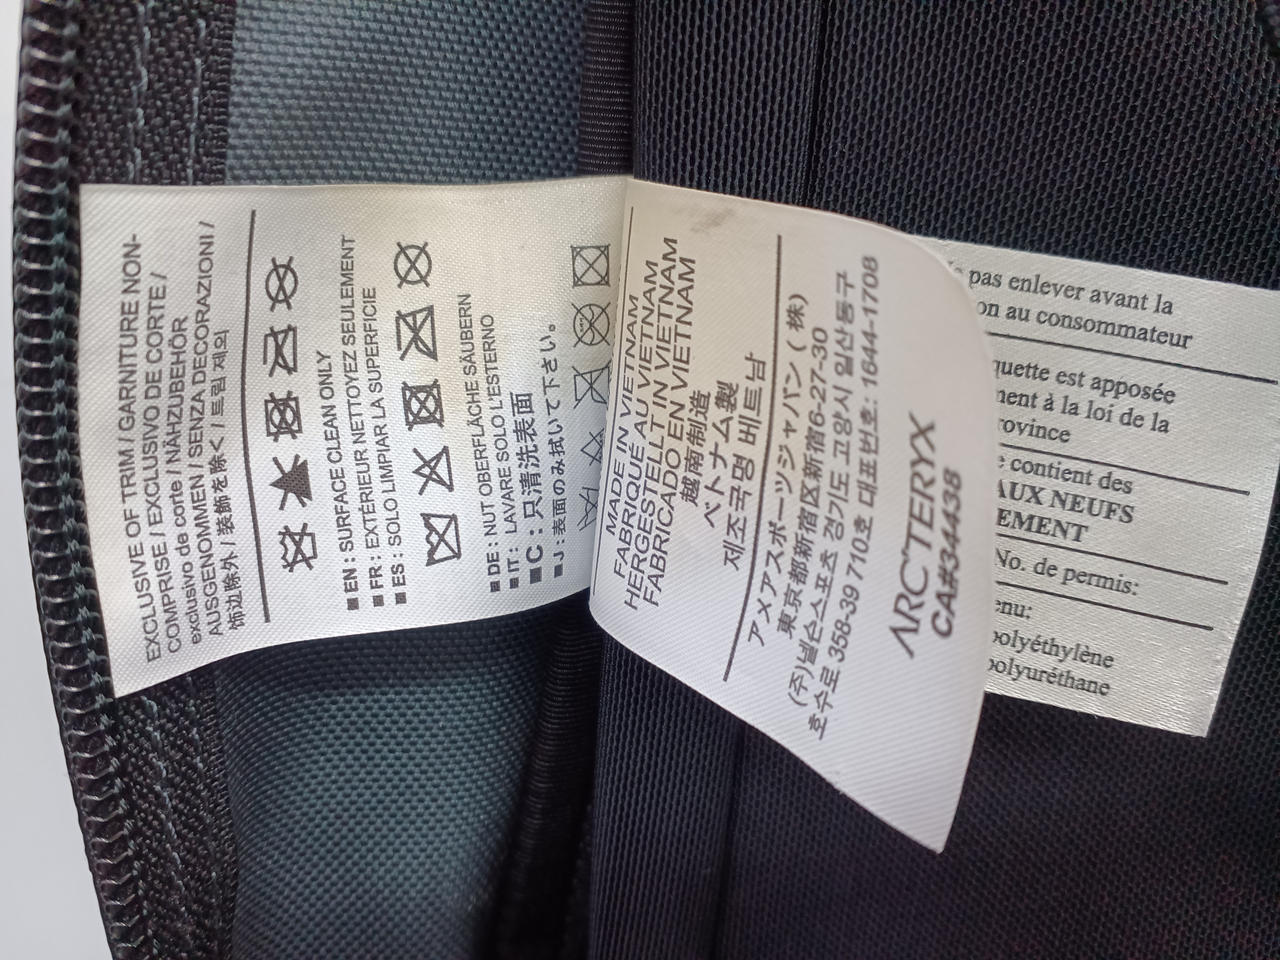 EXCLUSIVE OF TRIM / GARNITURE NON-
COMPRISE / EXCLUSIVO DE CORTE /
exclusivo de corte / NÄHZUBEHÖR
AUSGENOMMEN / SENZA DECORAZIONI /
饰边除外 / 装飾を除く / 트림 제외
■ EN : SURFACE CLEAN ONLY
■ FR : EXTÉRIEUR NETTOYEZ SEULEMENT
■ ES : SOLO LIMPIAR LA SUPERFICIE
■ DE : NUT OBERFLÄCHE SÄUBERN
■ IT : LAVARE SOLO L'ESTERNO
■ C : 只清洗表面
■ J : 表面のみ拭いて下さい。
MADE IN VIETNAM
FABRIQUÉ AU VIETNAM
HERGESTELLT IN VIETNAM
FABRICADO EN VIETNAM
越南制造
ベトナム製
제조국명 베트남
アメアスポーツジャパン (株)
東京都新宿区新宿6-27-30
(주)넬슨스포츠 경기도 고양시 일산동구
호수로 358-39 710호 대표번호: 1644-1708
ARC'TERYX
CA#34438
pas enlever avant la
on au consommateur
quette est apposée
ment à la loi de la
rovince
contient des
AUX NEUFS
EMENT
No. de permis:
enu:
polyéthylène
polyuréthane